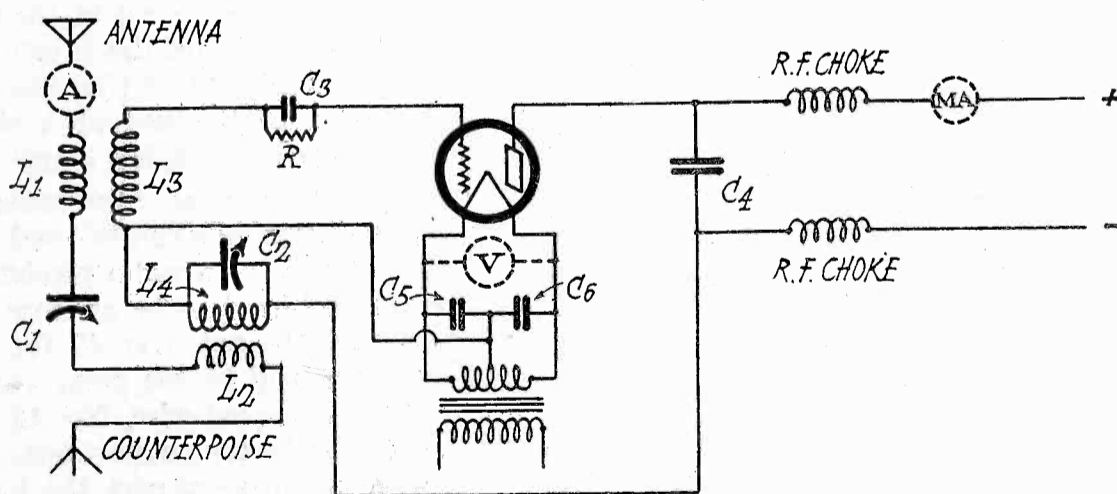 ANTENNA
A
C3
R
L1
L3
R.F. CHOKE
MA
+
C4
-
R.F. CHOKE
C2
L4
V
C5
C6
C1
L2
COUNTERPOISE